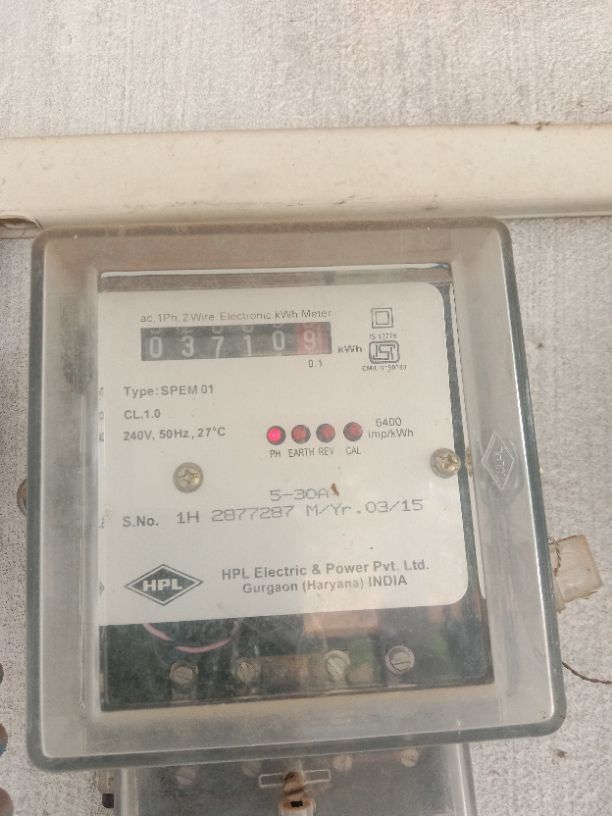 ac, 1Ph, 2 Wire Electronic kWh Meter
037109 kWh
0.1
IS 13779
ISI
Type: SPEM 01
CL.1.0
240V, 50Hz, 27°C
6400
imp/kWh
PH EARTH REV CAL
5-30A
S.No. 1H 2877287 M/Yr.03/15
HPL
HPL Electric & Power Pvt. Ltd.
Gurgaon (Haryana) INDIA
HPL